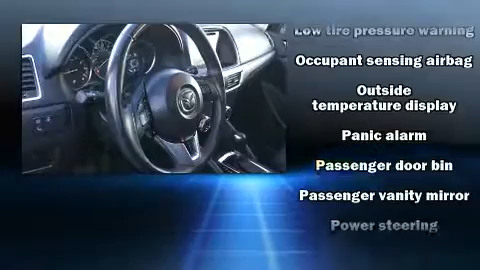 Low tire pressure warning
Occupant sensing airbag
Outside
temperature display
Panic alarm
Passenger door bin
Passenger vanity mirror
Power steering